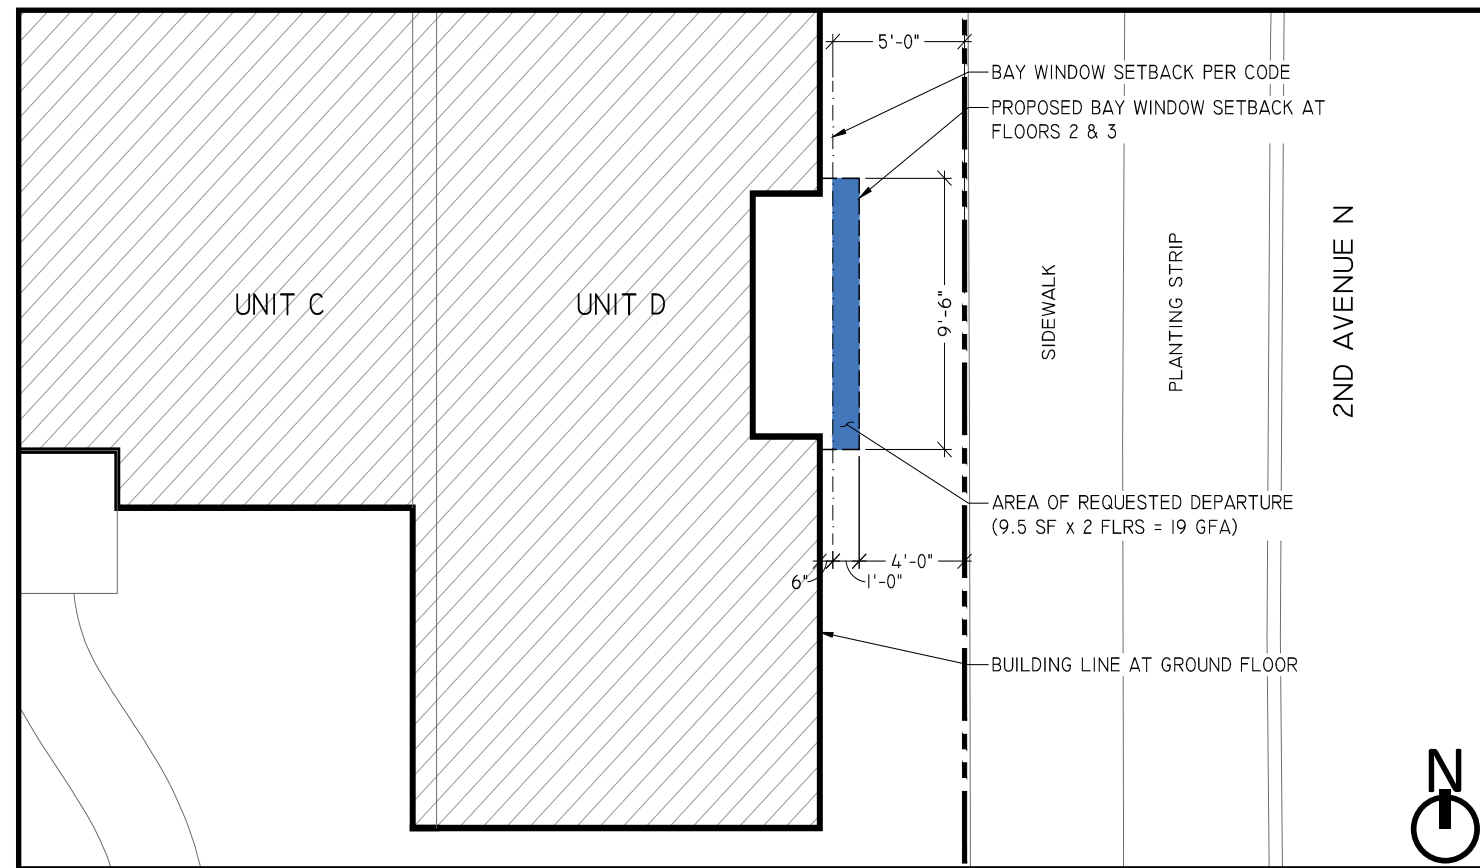 5'-0"
BAY WINDOW SETBACK PER CODE
PROPOSED BAY WINDOW SETBACK AT
FLOORS 2 & 3
UNIT C
UNIT D
9'-6"
SIDEWALK
PLANTING STRIP
2ND AVENUE N
AREA OF REQUESTED DEPARTURE
(9.5 SF x 2 FLRS = 19 GFA)
4'-0"
6"
1'-0"
BUILDING LINE AT GROUND FLOOR
N